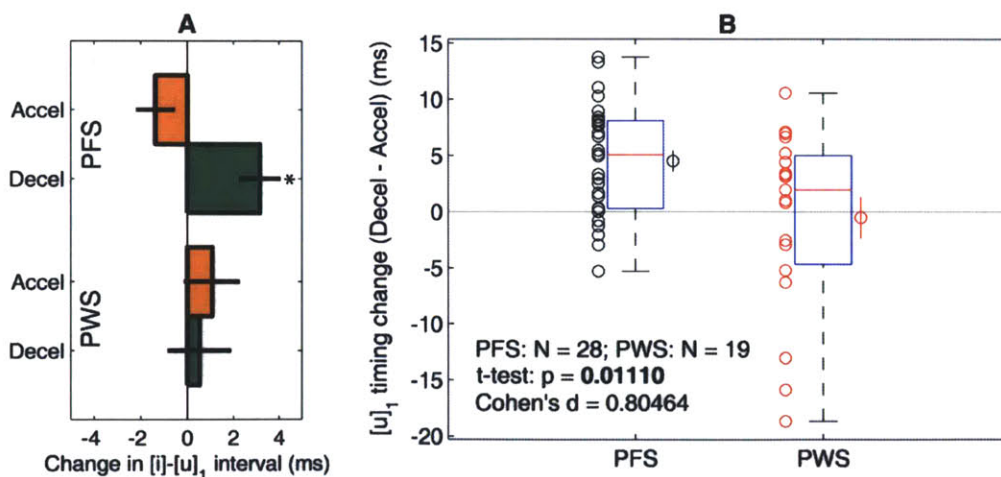 A
Accel
PFS
Decel
Accel
PWS
Decel
-4 -2 0 2 4
Change in [i]-[u]1 interval (ms)
*
B
[u]1 timing change (Decel - Accel) (ms)
15
10
5
0
-5
-10
-15
-20
PFS: N = 28; PWS: N = 19
t-test: p = 0.01110
Cohen's d = 0.80464
PFS PWS